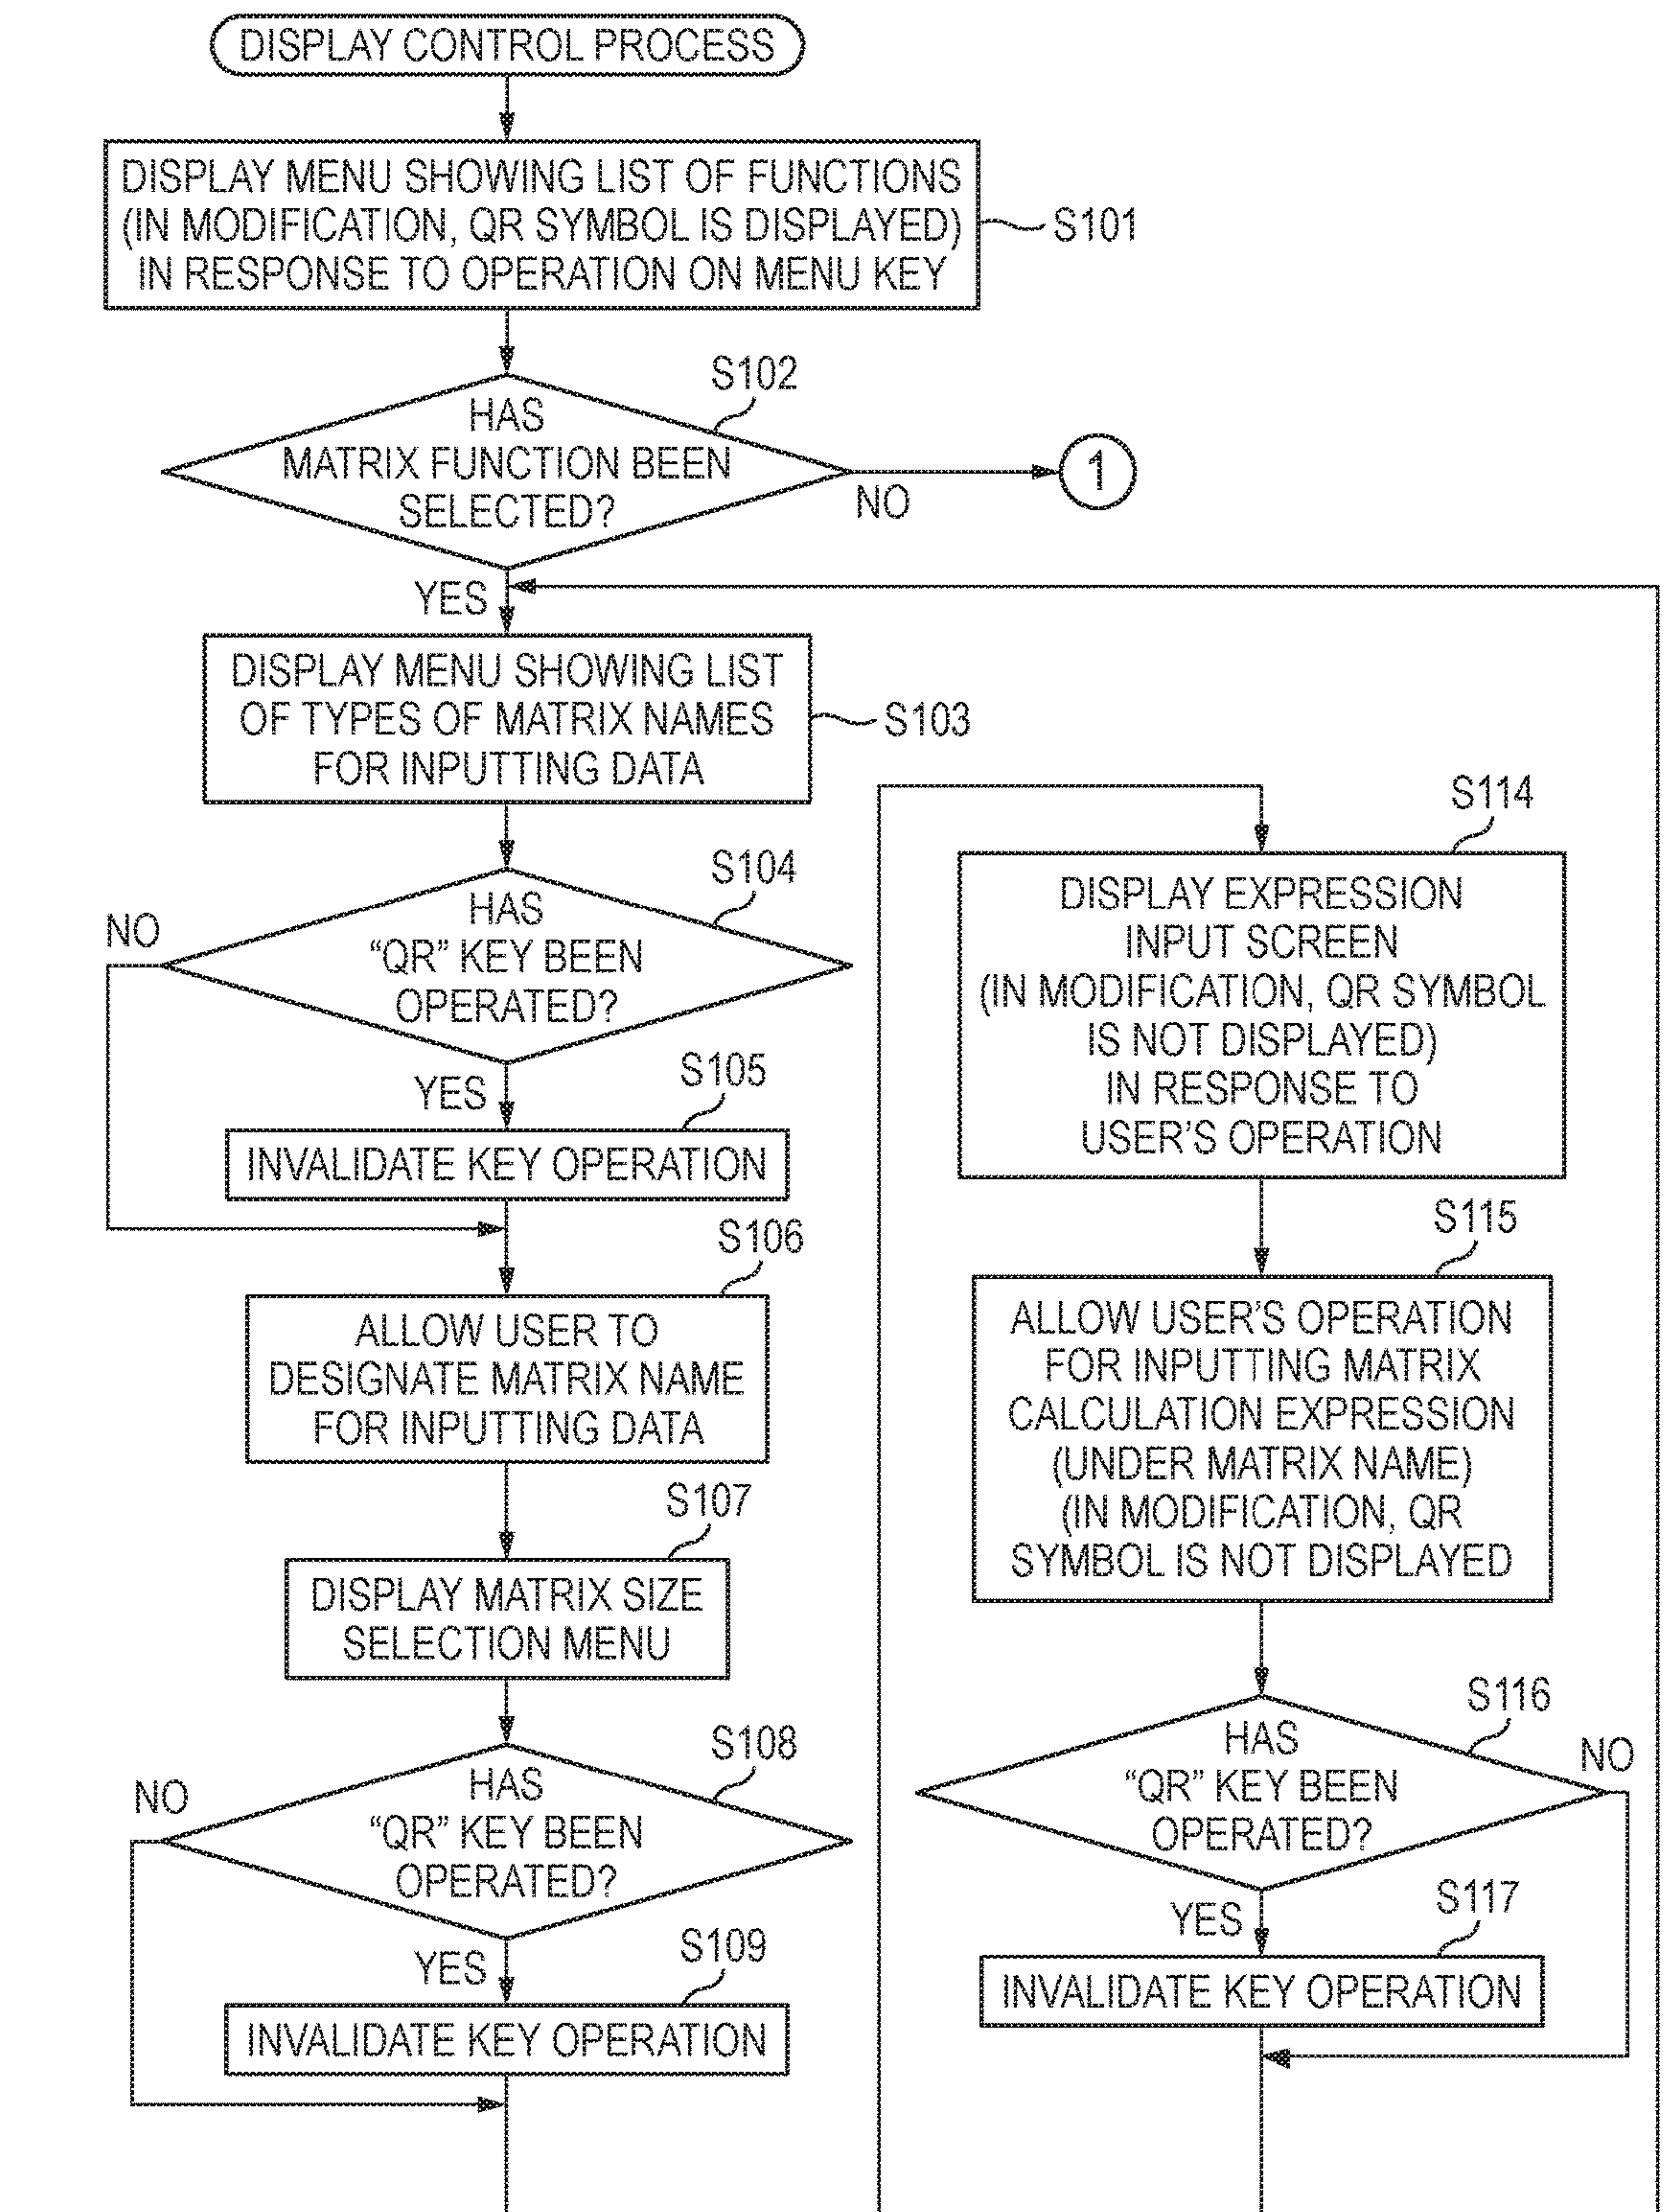 DISPLAY CONTROL PROCESS
DISPLAY MENU SHOWING LIST OF FUNCTIONS
(IN MODIFICATION, QR SYMBOL IS DISPLAYED)
IN RESPONSE TO OPERATION ON MENU KEY
S101
S102
HAS
MATRIX FUNCTION BEEN
SELECTED?
NO
1
YES
DISPLAY MENU SHOWING LIST
OF TYPES OF MATRIX NAMES
FOR INPUTTING DATA
S103
S104
HAS
“QR” KEY BEEN
OPERATED?
NO
YES
S105
INVALIDATE KEY OPERATION
S106
ALLOW USER TO
DESIGNATE MATRIX NAME
FOR INPUTTING DATA
S107
DISPLAY MATRIX SIZE
SELECTION MENU
S108
HAS
“QR” KEY BEEN
OPERATED?
NO
YES
S109
INVALIDATE KEY OPERATION
S114
DISPLAY EXPRESSION
INPUT SCREEN
(IN MODIFICATION, QR SYMBOL
IS NOT DISPLAYED)
IN RESPONSE TO
USER’S OPERATION
S115
ALLOW USER’S OPERATION
FOR INPUTTING MATRIX
CALCULATION EXPRESSION
(UNDER MATRIX NAME)
(IN MODIFICATION, QR
SYMBOL IS NOT DISPLAYED
S116
HAS
“QR” KEY BEEN
OPERATED?
NO
YES
S117
INVALIDATE KEY OPERATION